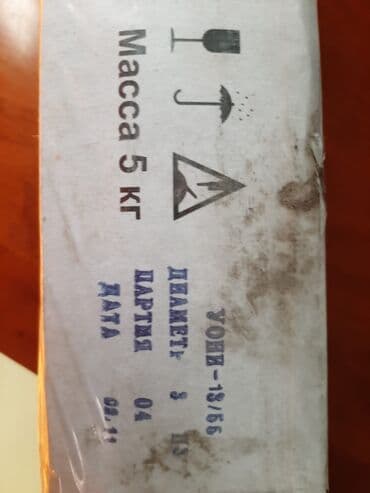 Масса 5 кг
УОНИ-13/55
ДИАМЕТР 3
ПАРТИЯ 04
ДАТА